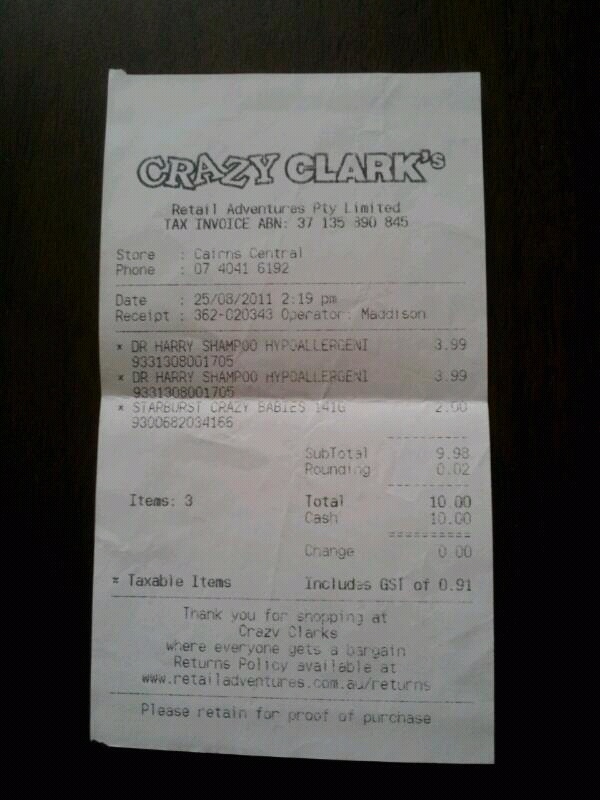 CRAZY CLARK's
Retail Adventures Pty Limited
TAX INVOICE ABN: 37 135 890 845
Store : Cairns Central
Phone : 07 4041 6192
Date : 25/08/2011 2:19 pm
Receipt : 362-020343 Operator: Maddison
* DR HARRY SHAMPOO HYPOALLERGENI 3.99
9331308001705
* DR HARRY SHAMPOO HYPOALLERGENI 3.99
9331308001705
* STARBURST CRAZY BABIES 141G 2.00
9300682034166
SubTotal 9.98
Rounding 0.02
Items: 3 Total 10.00
Cash 10.00
Change 0.00
* Taxable Items Includes GST of 0.91
Thank you for shopping at
Crazy Clarks
where everyone gets a bargain
Returns Policy available at
www.retailadventures.com.au/returns
Please retain for proof of purchase